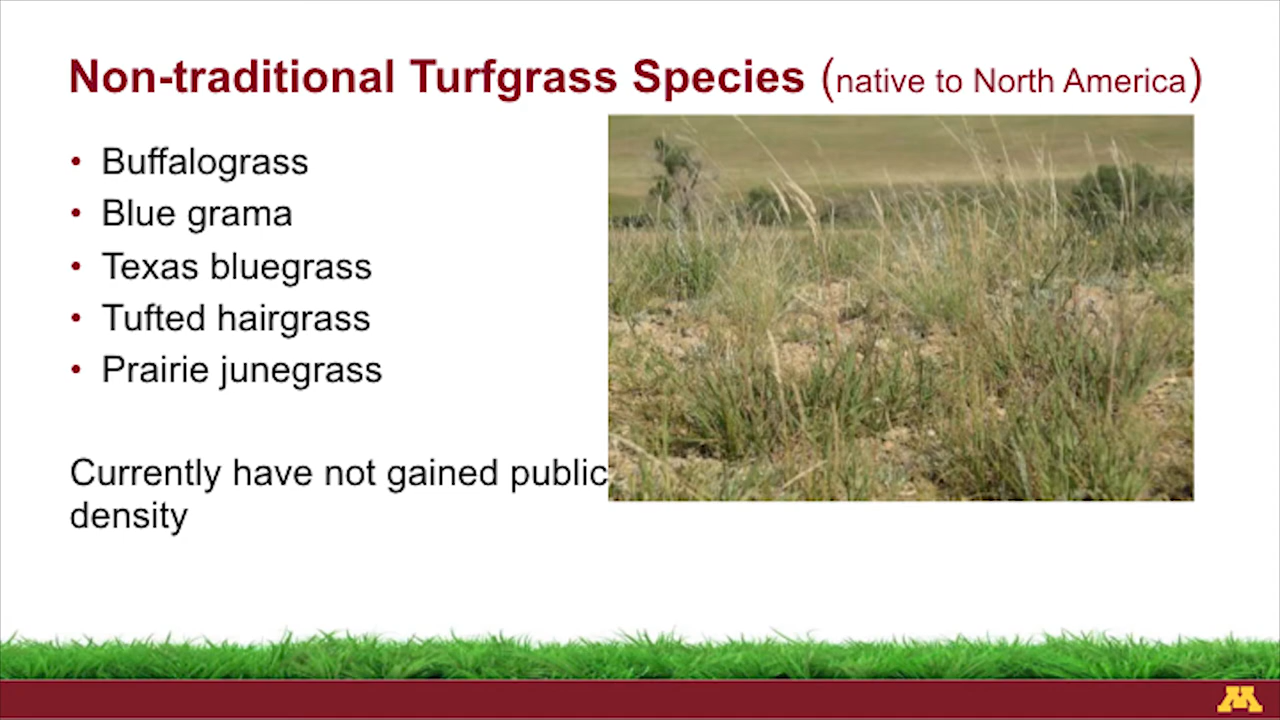 Non-traditional Turfgrass Species (native to North America)
• Buffalograss
• Blue grama
• Texas bluegrass
• Tufted hairgrass
• Prairie junegrass
Currently have not gained public
density
M